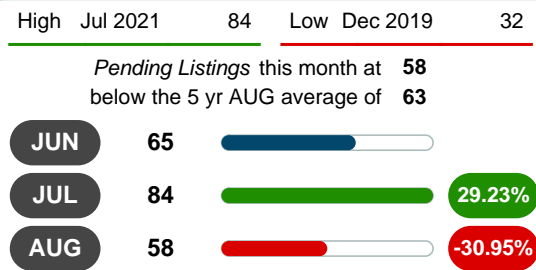 High Jul 2021 84 Low Dec 2019 32
Pending Listings this month at 58
below the 5 yr AUG average of 63
JUN 65
JUL 84 29.23%
AUG 58 -30.95%